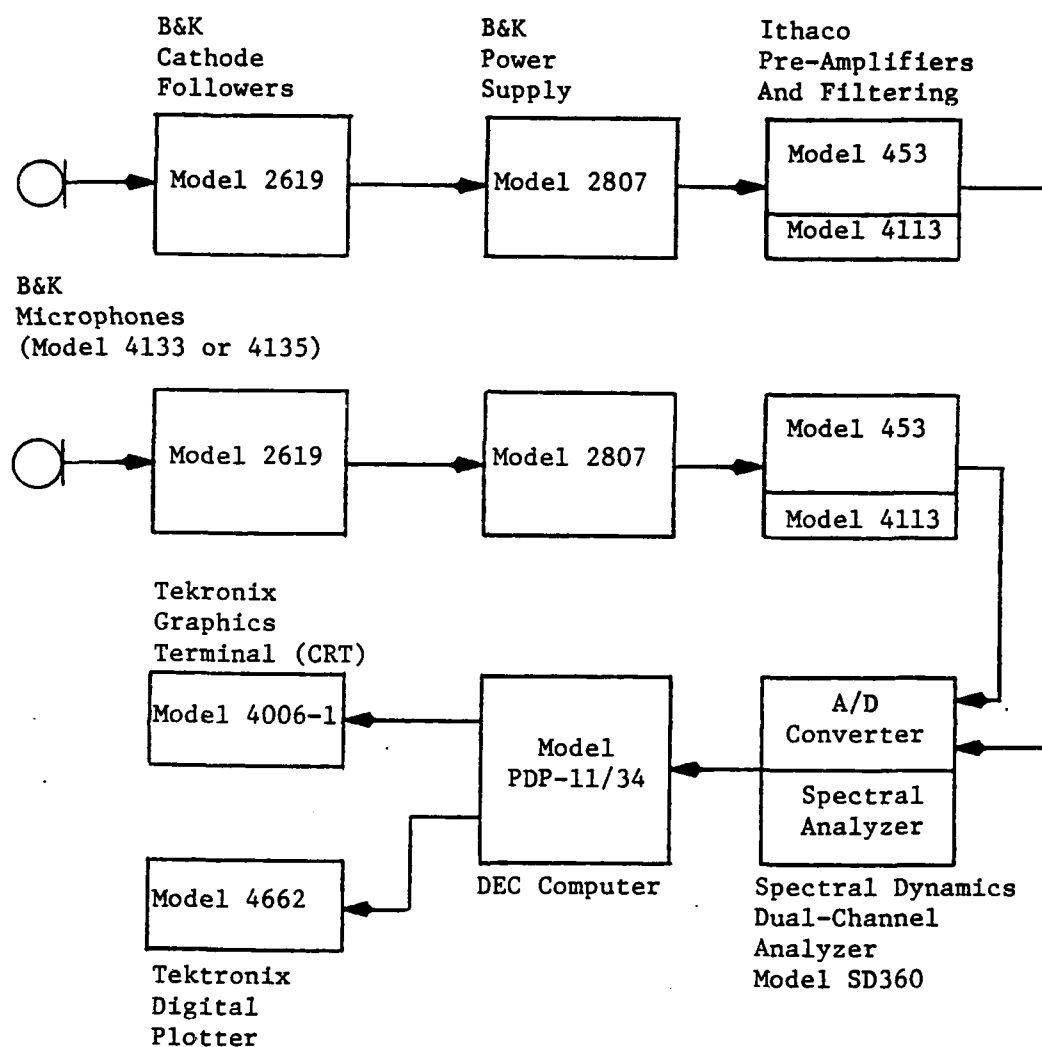 B&K
Cathode
Followers
B&K
Power
Supply
Ithaco
Pre-Amplifiers
And Filtering
Model 2619
Model 2807
Model 453
Model 4113
B&K
Microphones
(Model 4133 or 4135)
Model 2619
Model 2807
Model 453
Model 4113
Tekronix
Graphics
Terminal (CRT)
Model 4006-1
Model
PDP-11/34
A/D
Converter
Spectral
Analyzer
Model 4662
DEC Computer
Spectral Dynamics
Dual-Channel
Analyzer
Model SD360
Tektronix
Digital
Plotter